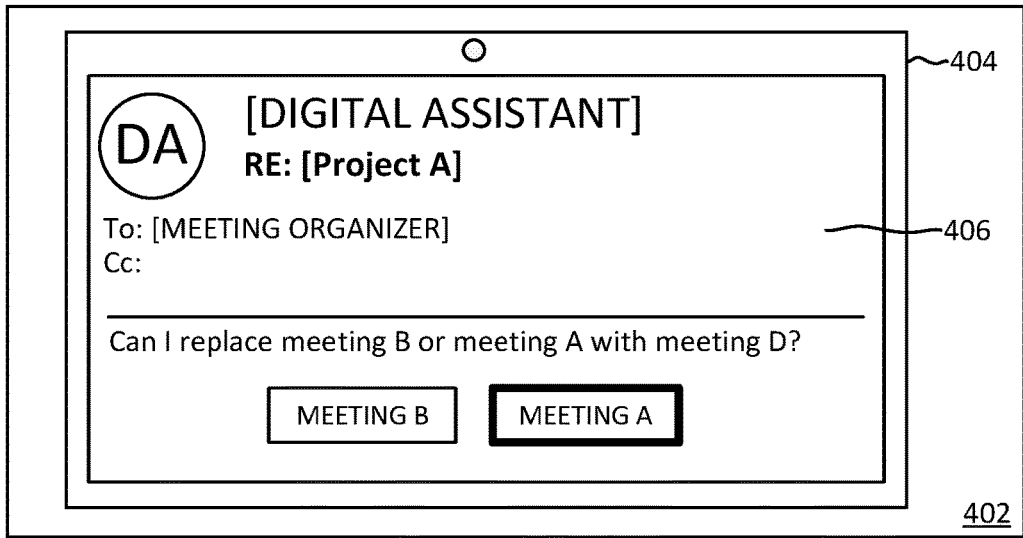 404
DA
[DIGITAL ASSISTANT]
RE: [Project A]
To: [MEETING ORGANIZER]
406
Cc:
Can I replace meeting B or meeting A with meeting D?
MEETING B
MEETING A
402